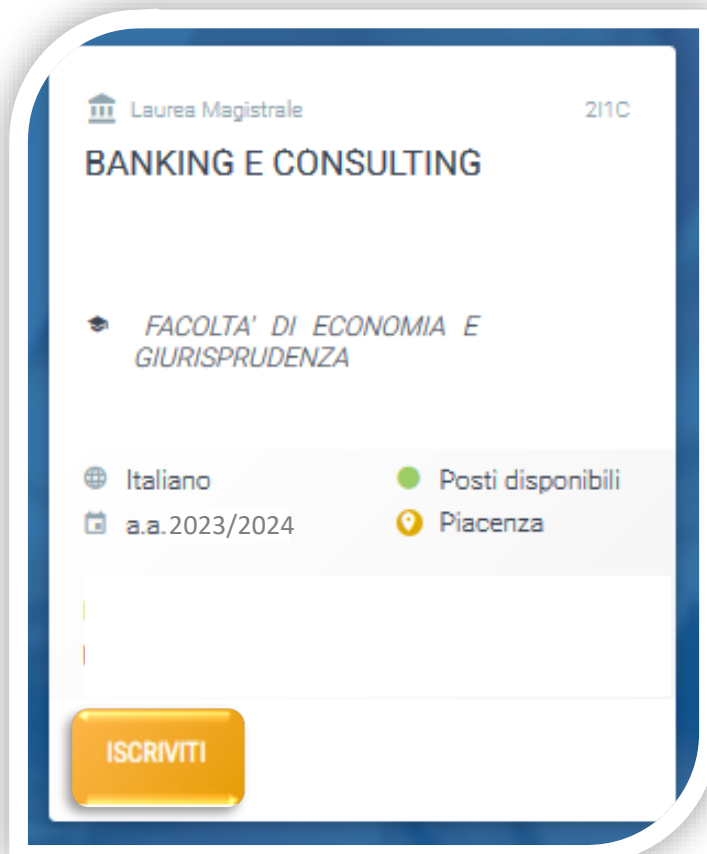 Laurea Magistrale 2I1C
BANKING E CONSULTING
FACOLTA' DI ECONOMIA E
GIURISPRUDENZA
Italiano Posti disponibili
a.a.2023/2024 Piacenza
ISCRIVITI